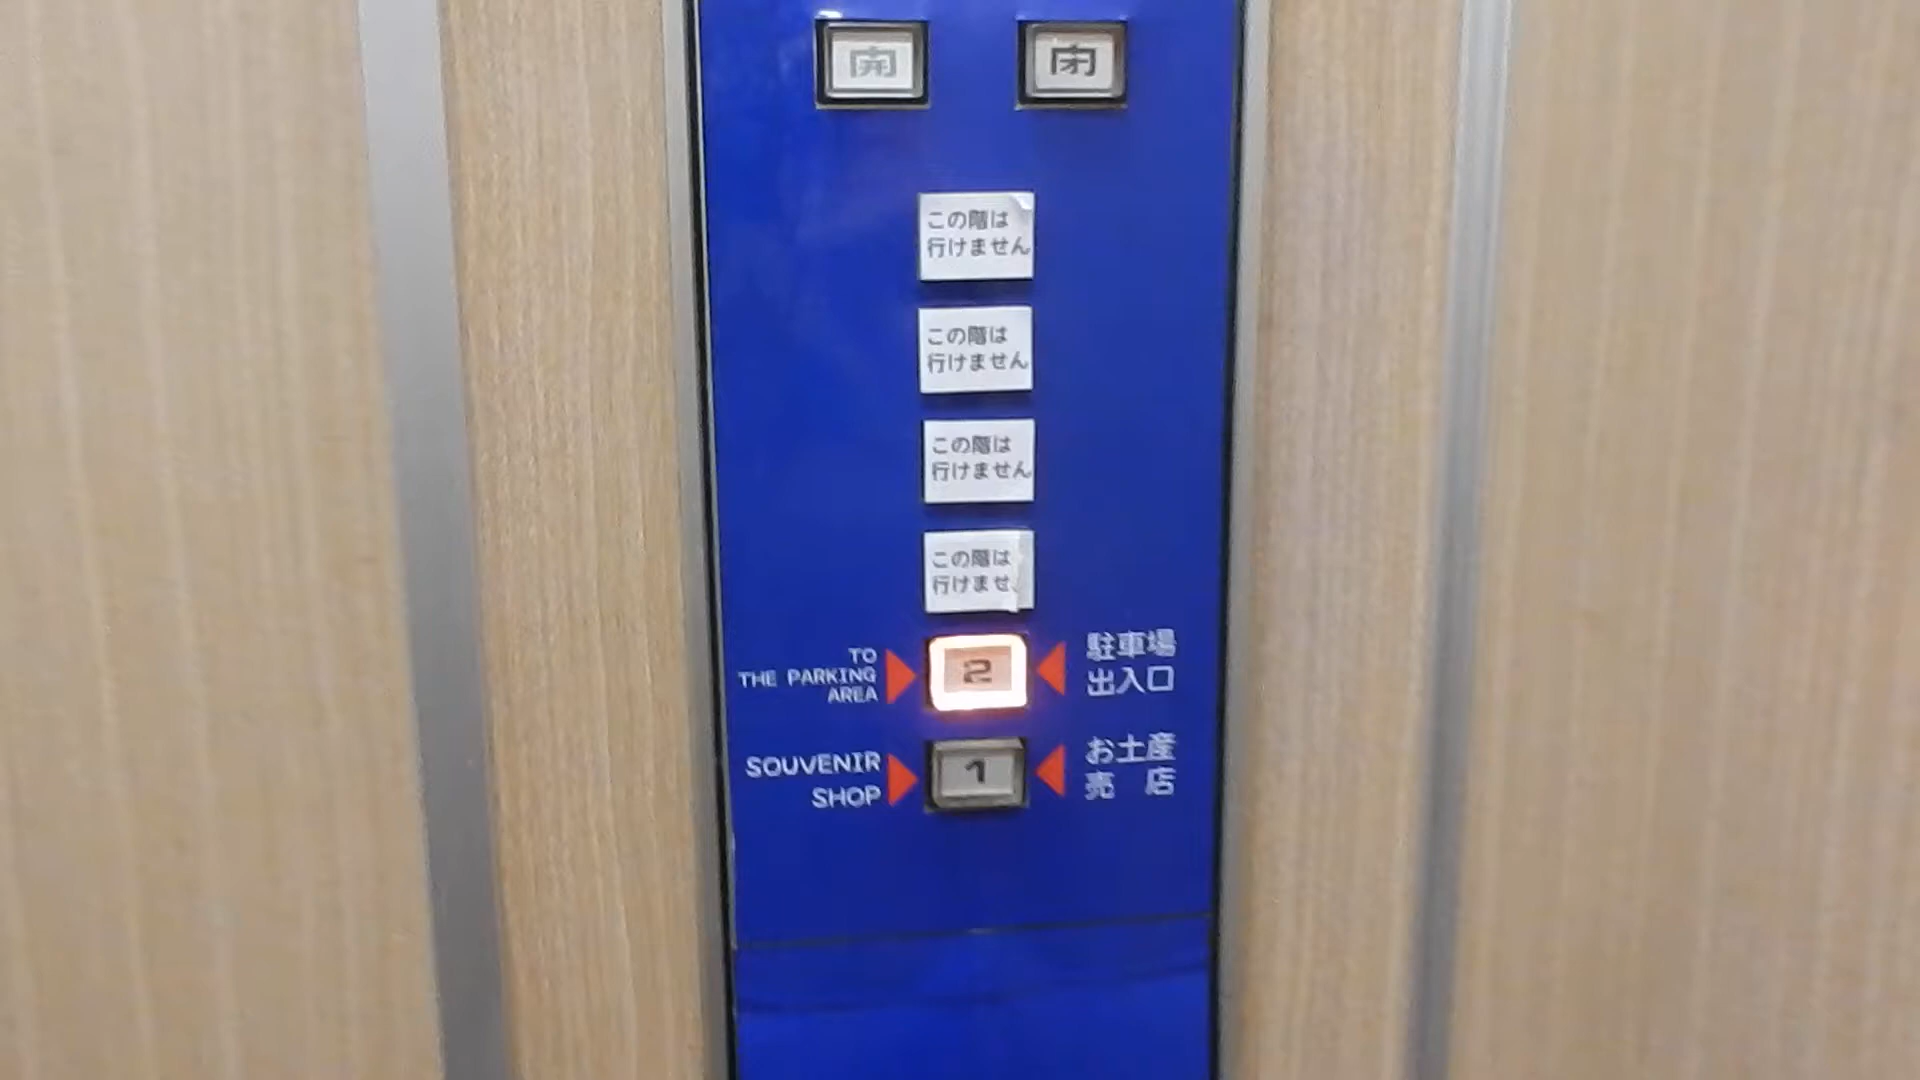 開 閉
この階は
行けません
この階は
行けません
この階は
行けません
この階は
行けませ
TO
THE PARKING
AREA
2
駐車場
出入口
SOUVENIR
SHOP
1
お土産
売 店